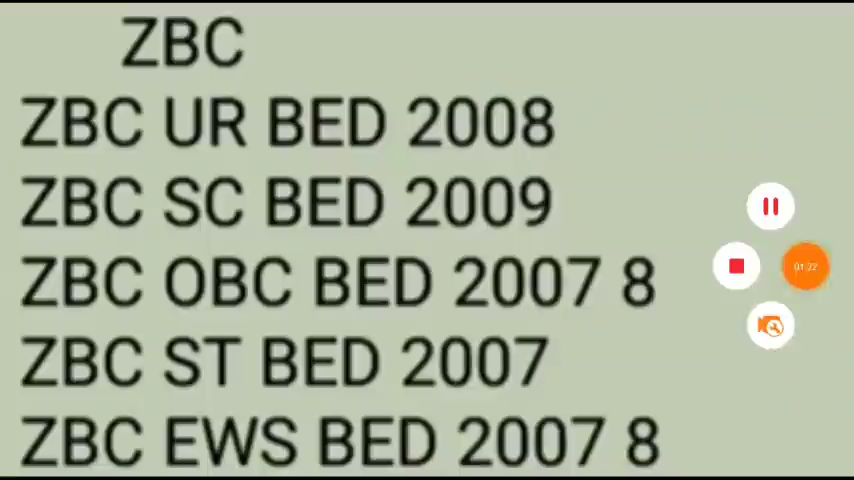 ZBC
ZBC UR BED 2008
ZBC SC BED 2009
ZBC OBC BED 2007 8
ZBC ST BED 2007
ZBC EWS BED 2007 8